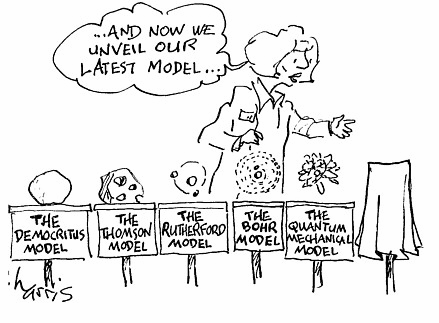 ...AND NOW WE
UNVEIL OUR
LATEST MODEL...
THE
DEMOCRITUS
MODEL
THE
THOMSON
MODEL
THE
RUTHERFORD
MODEL
THE
BOHR
MODEL
THE
QUANTUM
MECHANICAL
MODEL
S.harris